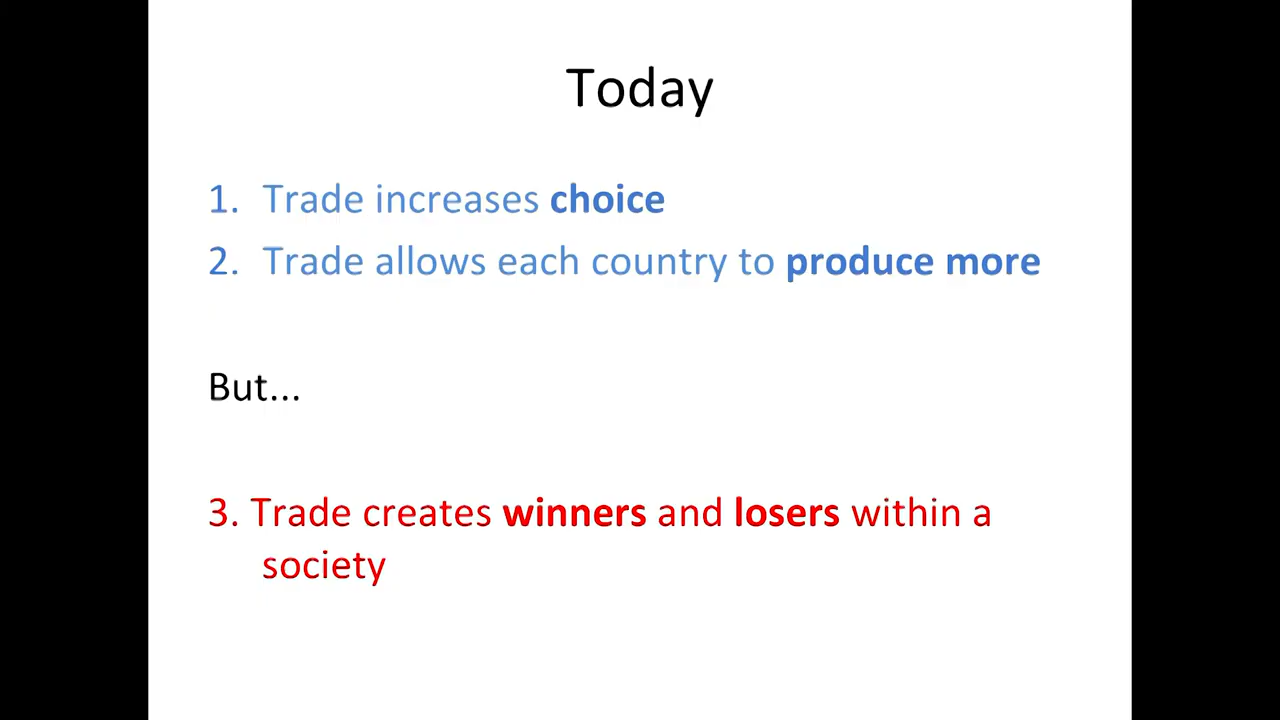 Today
1. Trade increases choice
2. Trade allows each country to produce more
But...
3. Trade creates winners and losers within a
society